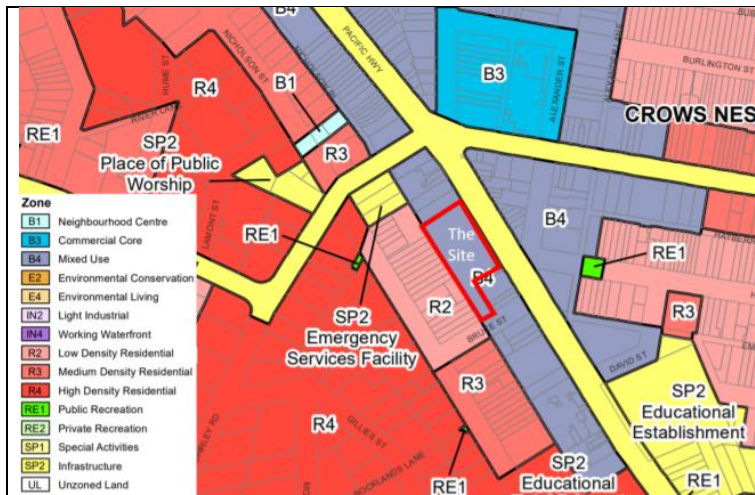 B4
PACIFIC HWY
NICHOLSON ST
HUME ST
R4
B1
B3
ALEXANDER ST
BURLINGTON ST
RIVER LANE
CROWS NES
RE1
SP2
Place of Public
Worship
R3
Zone
B1 Neighbourhood Centre
B3 Commercial Core
B4 Mixed Use
E2 Environmental Conservation
E4 Environmental Living
IN2 Light Industrial
IN4 Working Waterfront
R2 Low Density Residential
R3 Medium Density Residential
R4 High Density Residential
RE1 Public Recreation
RE2 Private Recreation
SP1 Special Activities
SP2 Infrastructure
UL Unzoned Land
LAMONT ST
RE1
The
Site
B4
B4
RE1
R2
SP2
Emergency
Services Facility
BRUCE ST
R3
R3
DAVID ST
SP2
Educational
Establishment
R4
GILLIES ST
ROCKLANDS LANE
RE1
SP2
Educational
RE1